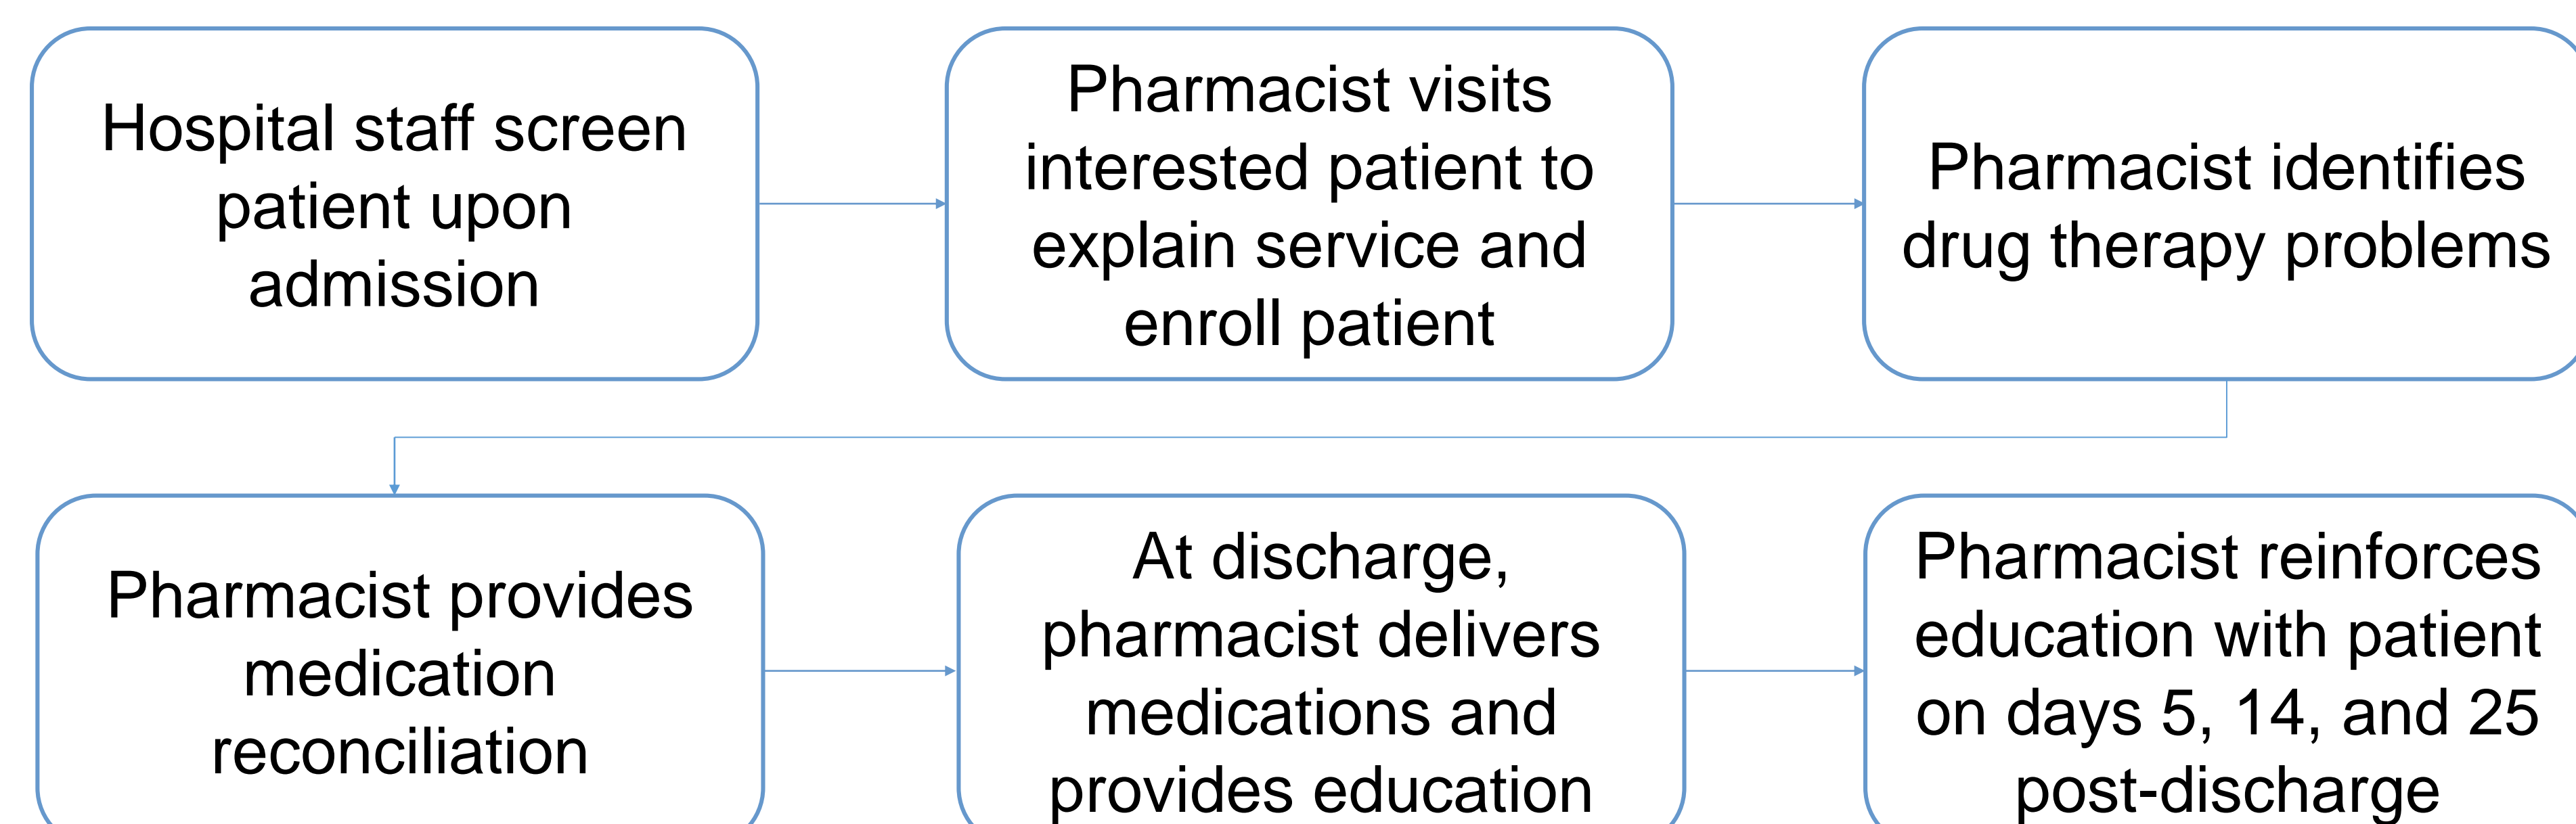 Hospital staff screen
patient upon
admission
Pharmacist visits
interested patient to
explain service and
enroll patient
Pharmacist identifies
drug therapy problems
Pharmacist provides
medication
reconciliation
At discharge,
pharmacist delivers
medications and
provides education
Pharmacist reinforces
education with patient
on days 5, 14, and 25
post-discharge